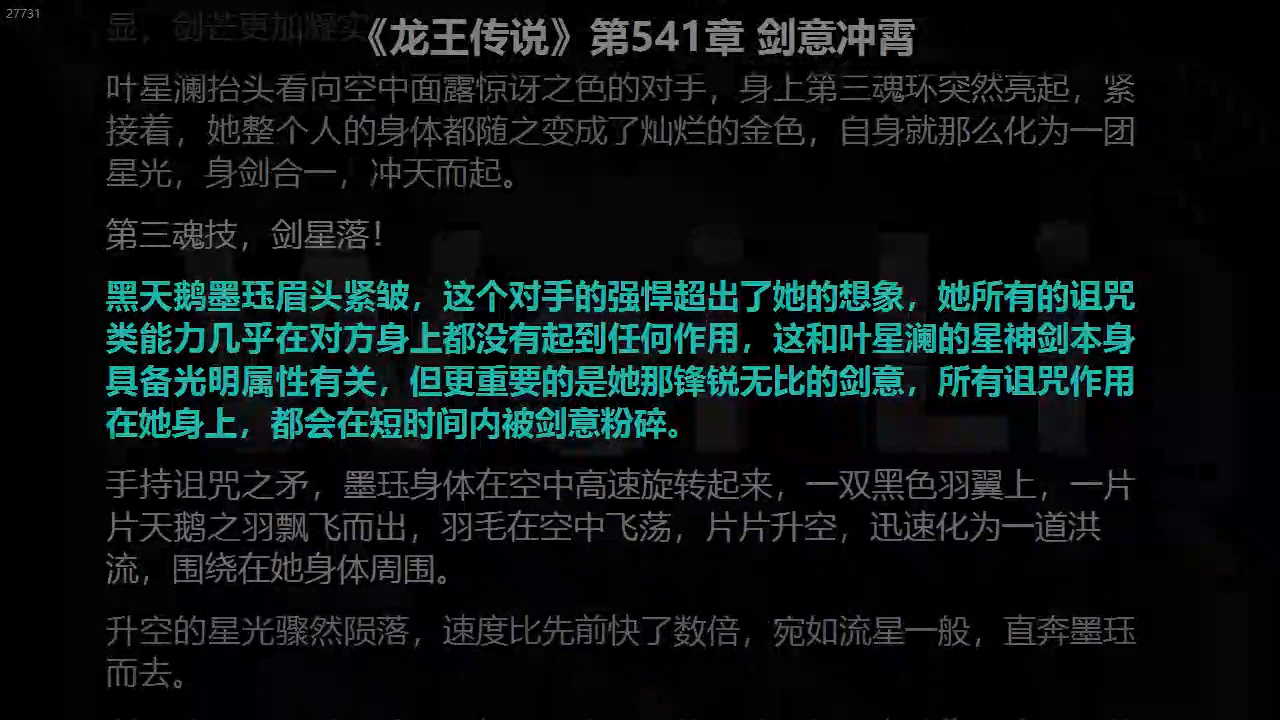 27731
显，剑芒更加凝实
《龙王传说》第541章 剑意冲霄
叶星澜抬头看向空中面露惊讶之色的对手，身上第三魂环突然亮起，紧
接着，她整个人的身体都随之变成了灿烂的金色，自身就那么化为一团
星光，身剑合一，冲天而起。
第三魂技，剑星落！
黑天鹅墨珏眉头紧皱，这个对手的强悍超出了她的想象，她所有的诅咒
类能力几乎在对方身上都没有起到任何作用，这和叶星澜的星神剑本身
具备光明属性有关，但更重要的是她那锋锐无比的剑意，所有诅咒作用
在她身上，都会在短时间内被剑意粉碎。
手持诅咒之矛，墨珏身体在空中高速旋转起来，一双黑色羽翼上，一片
片天鹅之羽飘飞而出，羽毛在空中飞荡，片片升空，迅速化为一道洪
流，围绕在她身体周围。
升空的星光骤然陨落，速度比先前快了数倍，宛如流星一般，直奔墨珏
而去。